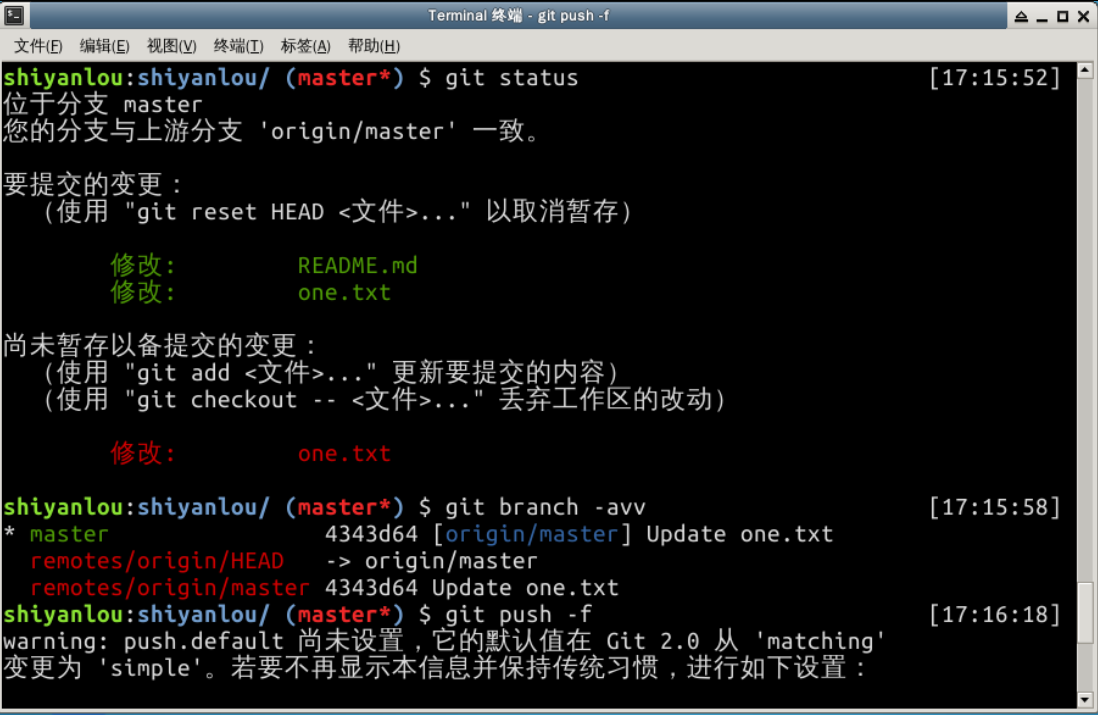 Terminal 终端 - git push -f
文件(F) 编辑(E) 视图(V) 终端(T) 标签(A) 帮助(H)
shiyanlou:shiyanlou/ (master*) $ git status [17:15:52]
位于分支 master
您的分支与上游分支 'origin/master' 一致。
要提交的变更：
（使用 "git reset HEAD <文件>..." 以取消暂存）
修改: README.md
修改: one.txt
尚未暂存以备提交的变更：
（使用 "git add <文件>..." 更新要提交的内容）
（使用 "git checkout -- <文件>..." 丢弃工作区的改动）
修改: one.txt
shiyanlou:shiyanlou/ (master*) $ git branch -avv [17:15:58]
* master 4343d64 [origin/master] Update one.txt
remotes/origin/HEAD -> origin/master
remotes/origin/master 4343d64 Update one.txt
shiyanlou:shiyanlou/ (master*) $ git push -f [17:16:18]
warning: push.default 尚未设置，它的默认值在 Git 2.0 从 'matching'
变更为 'simple'。若要不再显示本信息并保持传统习惯，进行如下设置：